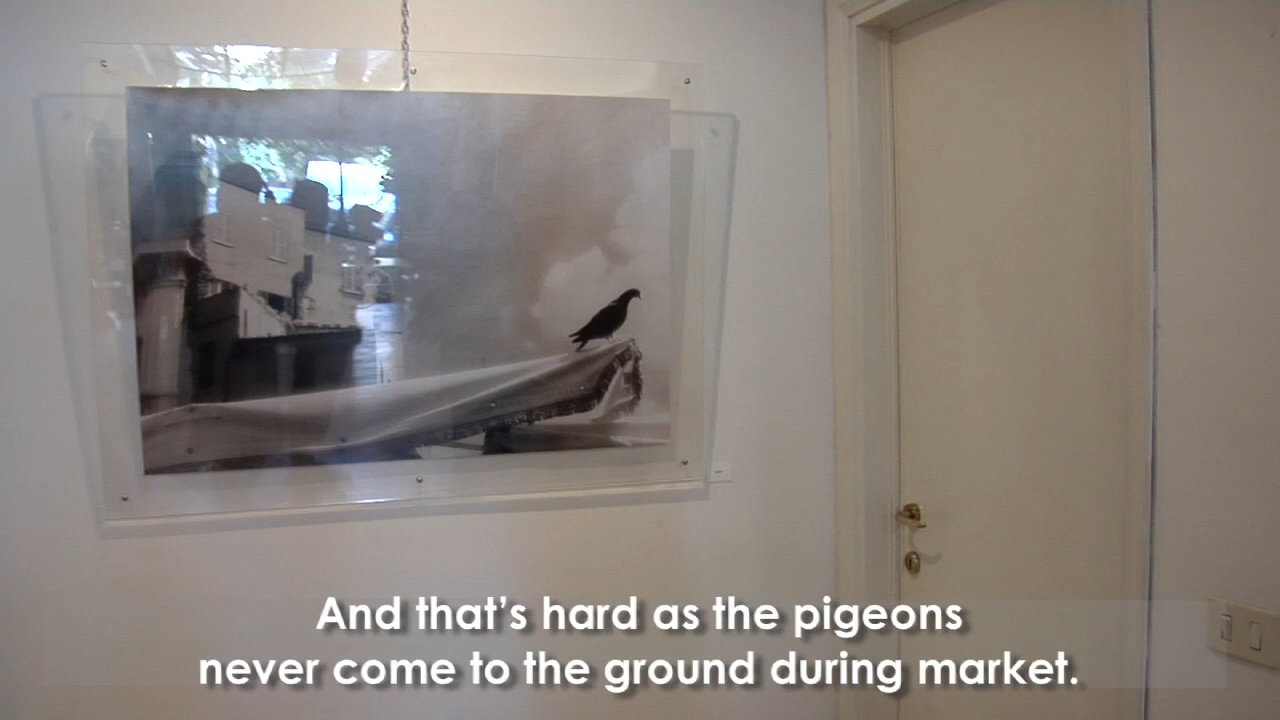 And that's hard as the pigeons
never come to the ground during market.